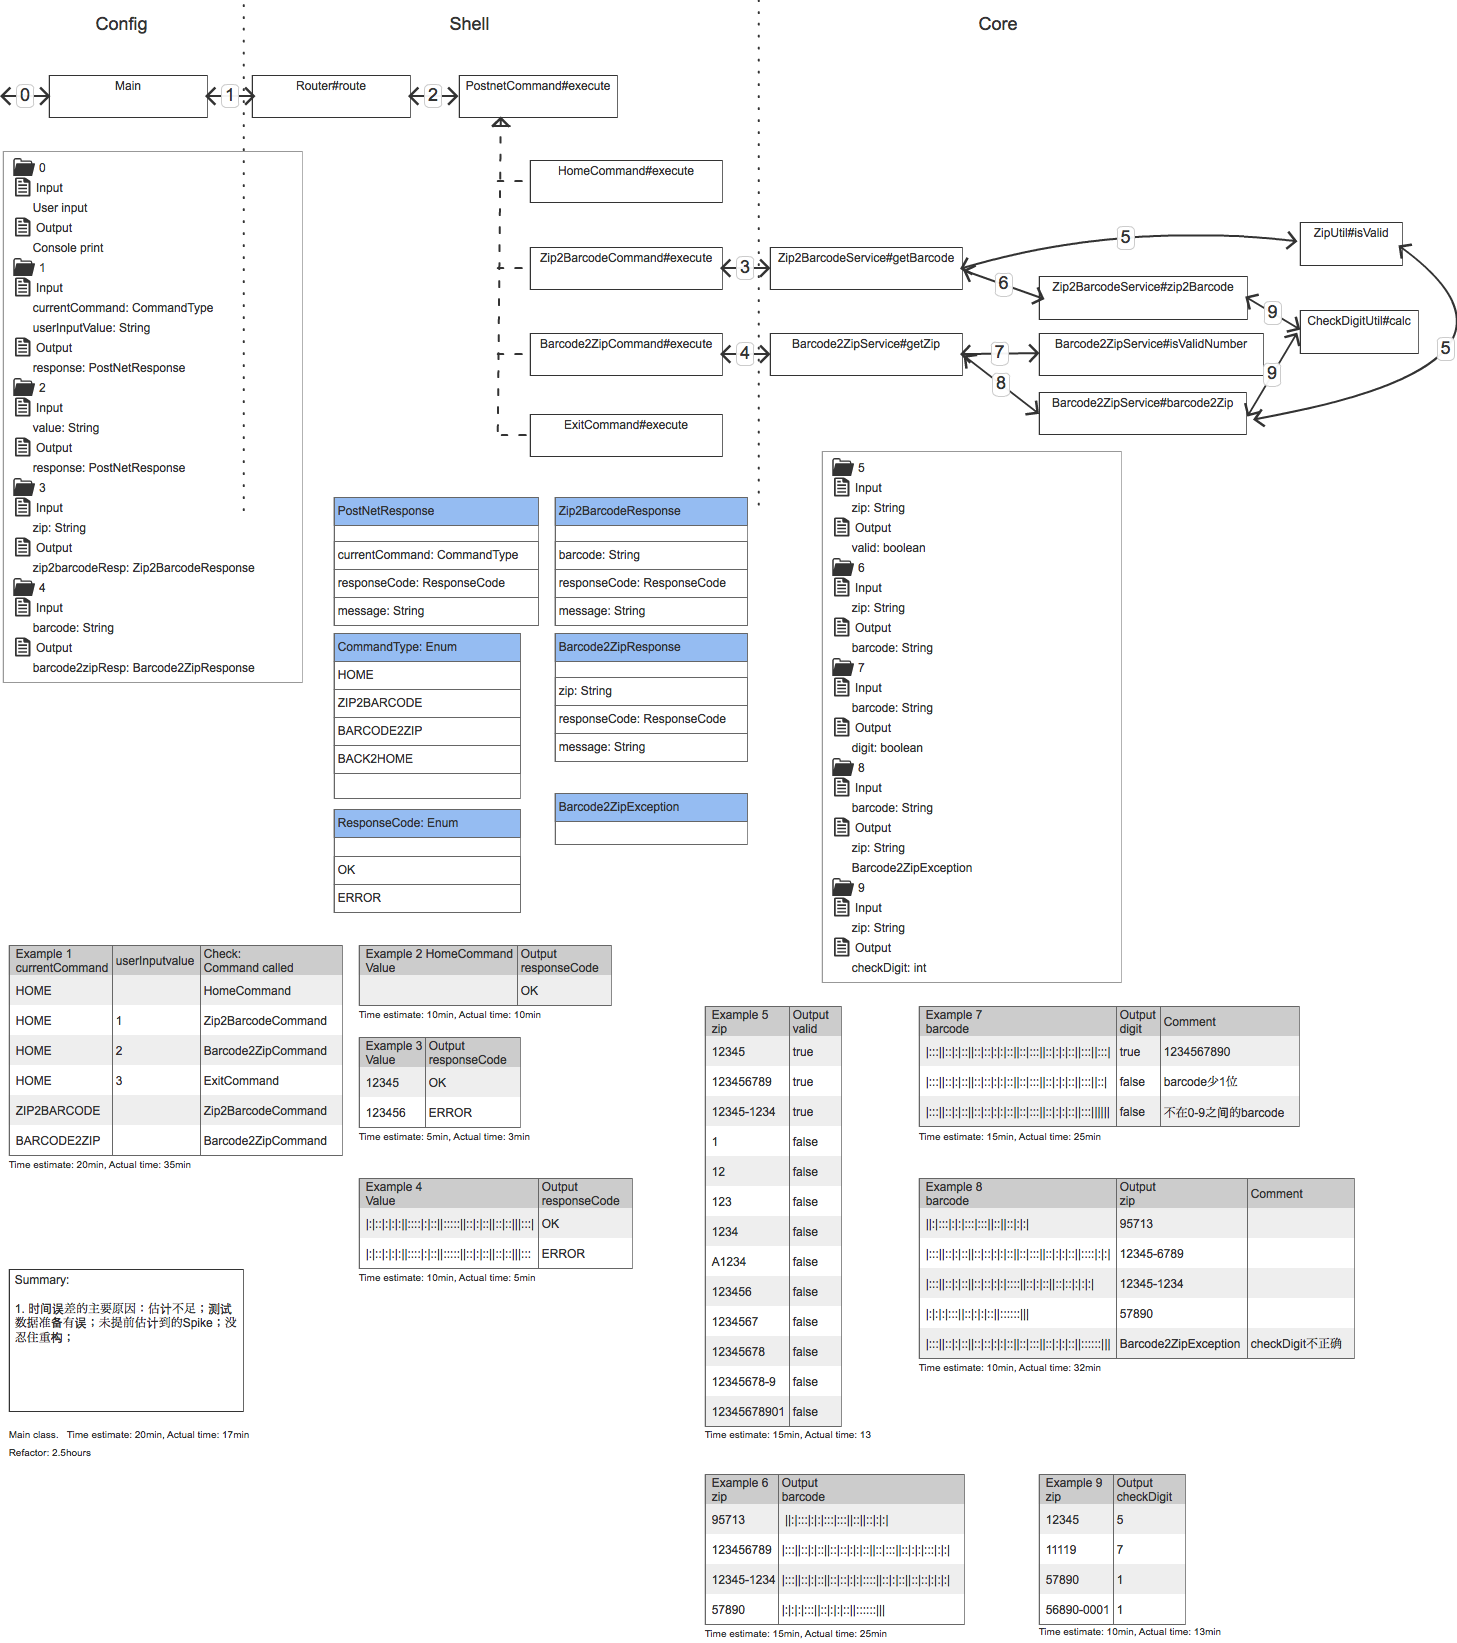 Config
Shell
Core
0
Main
1
Router#route
2
PostnetCommand#execute
HomeCommand#execute
Zip2BarcodeCommand#execute
3
Zip2BarcodeService#getBarcode
5
ZipUtil#isValid
6
Zip2BarcodeService#zip2Barcode
9
CheckDigitUtil#calc
Barcode2ZipCommand#execute
4
Barcode2ZipService#getZip
7
Barcode2ZipService#isValidNumber
5
8
9
Barcode2ZipService#barcode2Zip
ExitCommand#execute
0
Input
User input
Output
Console print
1
Input
currentCommand: CommandType
userInputValue: String
Output
response: PostNetResponse
2
Input
value: String
Output
response: PostNetResponse
3
Input
zip: String
Output
zip2barcodeResp: Zip2BarcodeResponse
4
Input
barcode: String
Output
barcode2zipResp: Barcode2ZipResponse
PostNetResponse
currentCommand: CommandType
responseCode: ResponseCode
message: String
Zip2BarcodeResponse
barcode: String
responseCode: ResponseCode
message: String
CommandType: Enum
HOME
ZIP2BARCODE
BARCODE2ZIP
BACK2HOME
Barcode2ZipResponse
zip: String
responseCode: ResponseCode
message: String
ResponseCode: Enum
OK
ERROR
Barcode2ZipException
5
Input
zip: String
Output
valid: boolean
6
Input
zip: String
Output
barcode: String
7
Input
barcode: String
Output
digit: boolean
8
Input
barcode: String
Output
zip: String
Barcode2ZipException
9
Input
zip: String
Output
checkDigit: int
Example 1 currentCommand userInputvalue Check: Command called
HOME HomeCommand
HOME 1 Zip2BarcodeCommand
HOME 2 Barcode2ZipCommand
HOME 3 ExitCommand
ZIP2BARCODE Zip2BarcodeCommand
BARCODE2ZIP Barcode2ZipCommand
Time estimate: 20min, Actual time: 35min
Example 2 HomeCommand Value Output responseCode
OK
Time estimate: 10min, Actual time: 10min
Example 3 Value Output responseCode
12345 OK
123456 ERROR
Time estimate: 5min, Actual time: 3min
Example 4 Value Output responseCode
OK
ERROR
Time estimate: 10min, Actual time: 5min
Summary:
1. 时间误差的主要原因：估计不足；测试
数据准备有误；未提前估计到的Spike；没
忍住重构；
Main class. Time estimate: 20min, Actual time: 17min
Refactor: 2.5hours
Example 5 zip Output valid
12345 true
123456789 true
12345-1234 true
1 false
12 false
123 false
1234 false
A1234 false
123456 false
1234567 false
12345678 false
12345678-9 false
12345678901 false
Time estimate: 15min, Actual time: 13
Example 7 barcode Output digit Comment
true 1234567890
false barcode少1位
false 不在0-9之间的barcode
Time estimate: 15min, Actual time: 25min
Example 8 barcode Output zip Comment
95713
12345-6789
12345-1234
57890
Barcode2ZipException checkDigit不正确
Time estimate: 10min, Actual time: 32min
Example 6 zip Output barcode
95713
123456789
12345-1234
57890
Time estimate: 15min, Actual time: 25min
Example 9 zip Output checkDigit
12345 5
11119 7
57890 1
56890-0001 1
Time estimate: 10min, Actual time: 13min